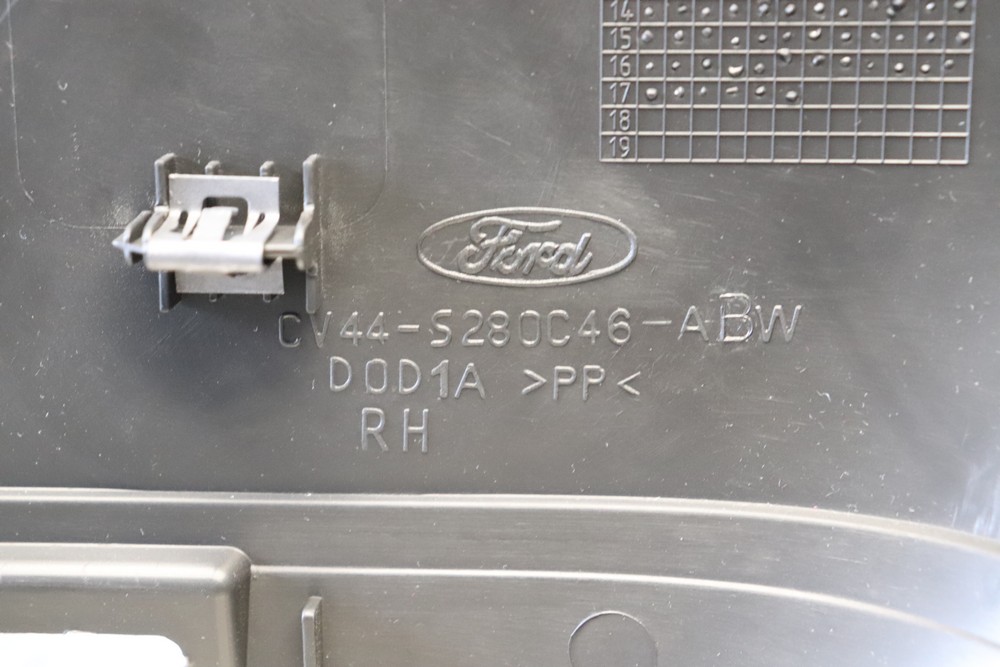 14
15
16
17
18
19
Ford
CV44-S280C46-ABW
D0D1A >PP<
RH